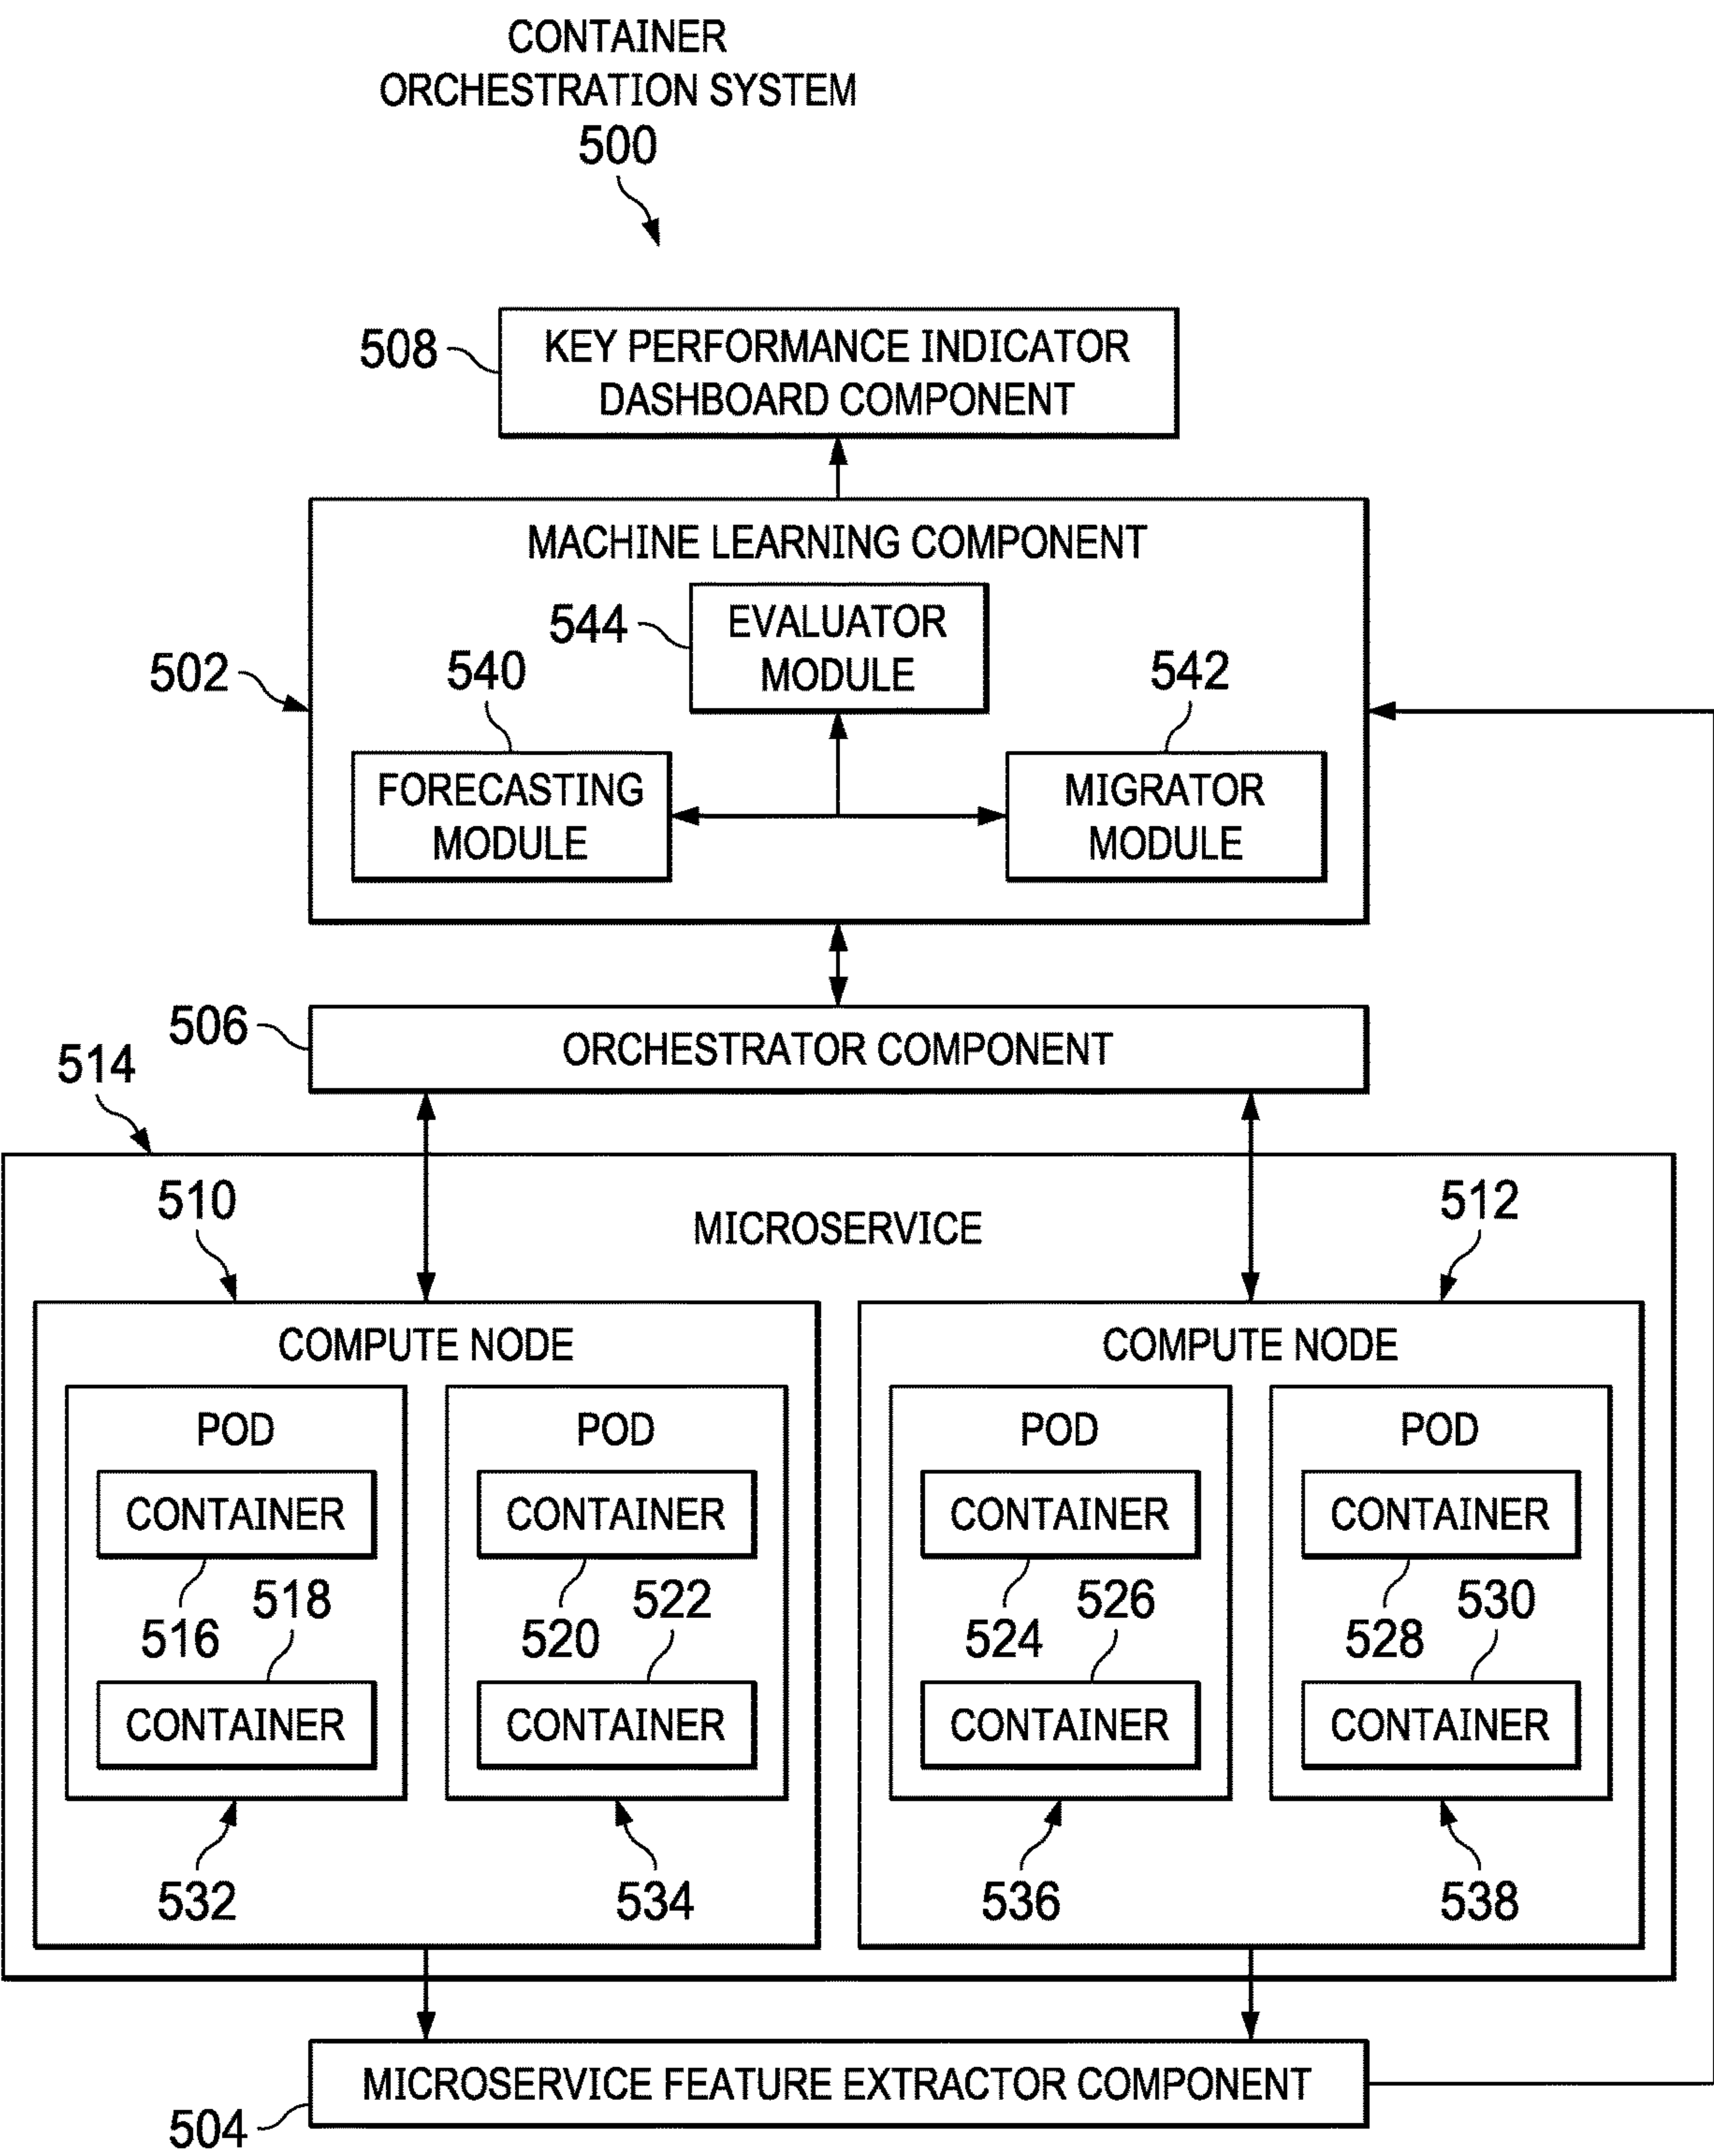 CONTAINER
ORCHESTRATION SYSTEM
500
508
KEY PERFORMANCE INDICATOR
DASHBOARD COMPONENT
MACHINE LEARNING COMPONENT
544
EVALUATOR
MODULE
502
540
542
FORECASTING
MODULE
MIGRATOR
MODULE
506
ORCHESTRATOR COMPONENT
514
510
MICROSERVICE
512
COMPUTE NODE
COMPUTE NODE
POD
POD
POD
POD
CONTAINER
CONTAINER
CONTAINER
CONTAINER
516
518
520
522
524
526
528
530
CONTAINER
CONTAINER
CONTAINER
CONTAINER
532
534
536
538
MICROSERVICE FEATURE EXTRACTOR COMPONENT
504